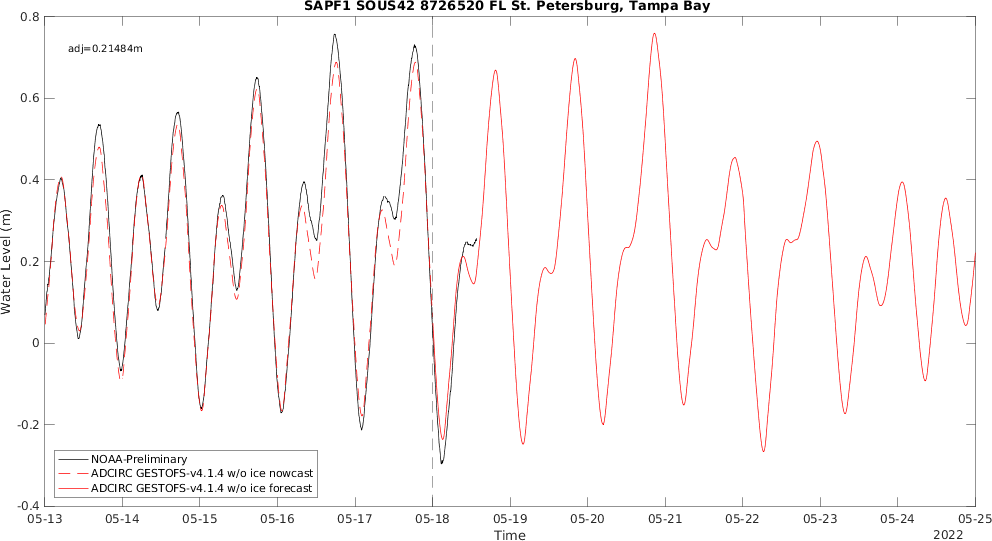 SAPF1 SOUS42 8726520 FL St. Petersburg, Tampa Bay
adj=0.21484m
Water Level (m)
0.8
0.6
0.4
0.2
0
-0.2
-0.4
NOAA-Preliminary
ADCIRC GESTOFS-v4.1.4 w/o ice nowcast
ADCIRC GESTOFS-v4.1.4 w/o ice forecast
05-13 05-14 05-15 05-16 05-17 05-18 05-19 05-20 05-21 05-22 05-23 05-24 05-25
Time
2022